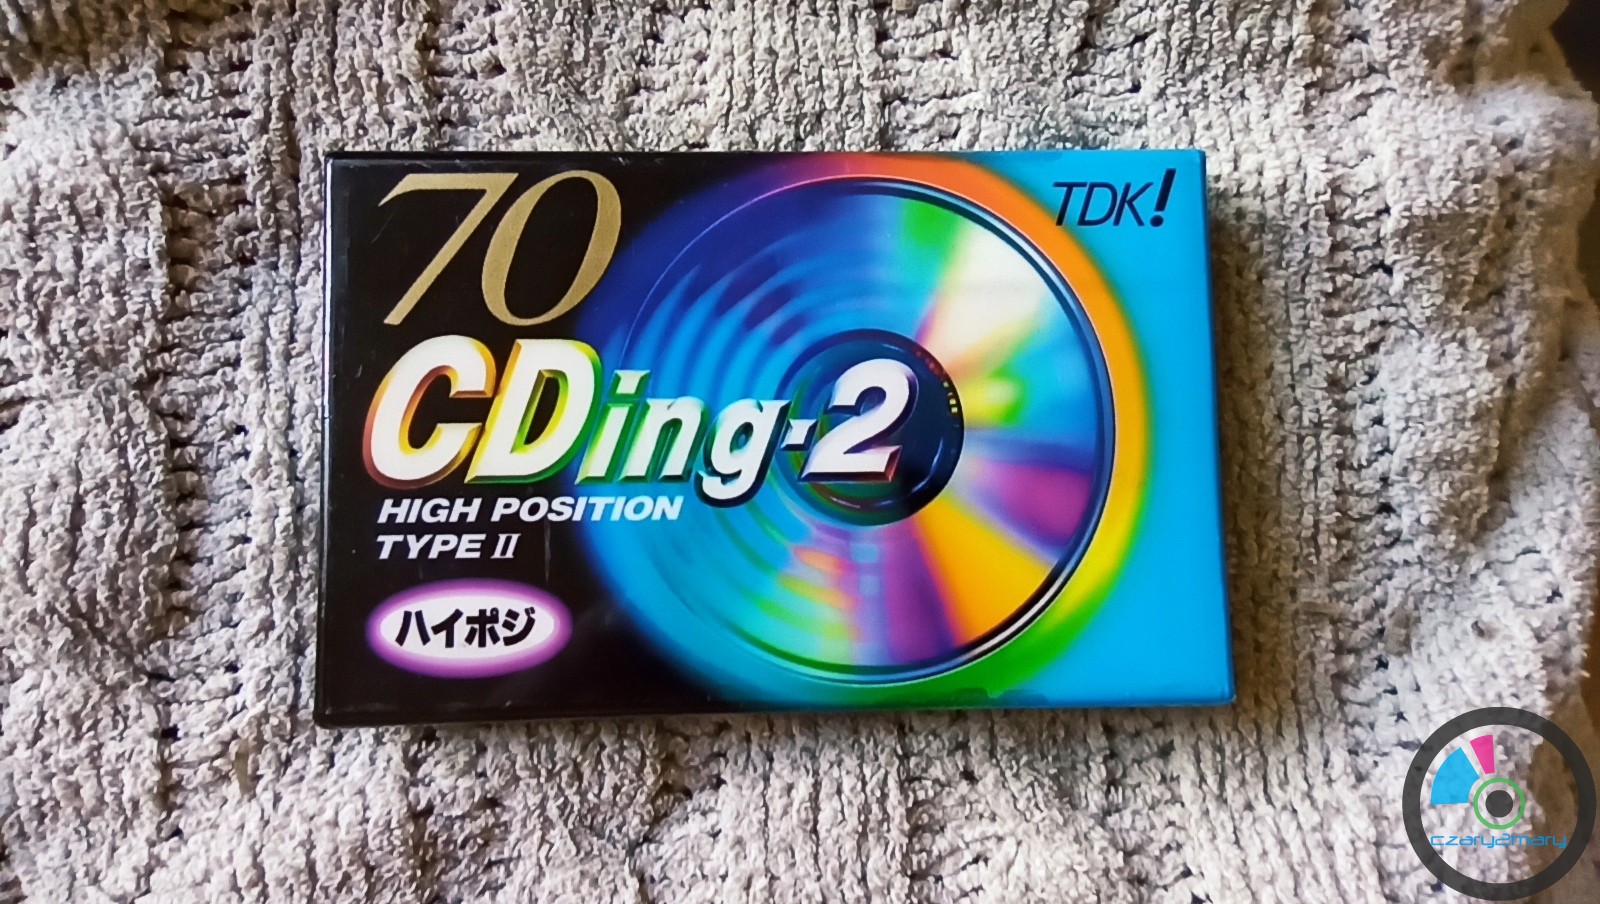 70
TDK!
CDing-2
HIGH POSITION
TYPE II
ハイポジ
czary2mary